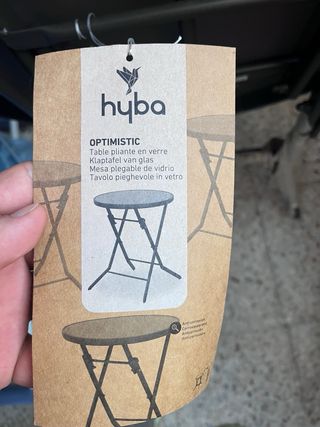 hyba
OPTIMISTIC
Table pliante en verre
Klaptafel van glas
Mesa plegable de vidrio
Tavolo pieghevole in vetro